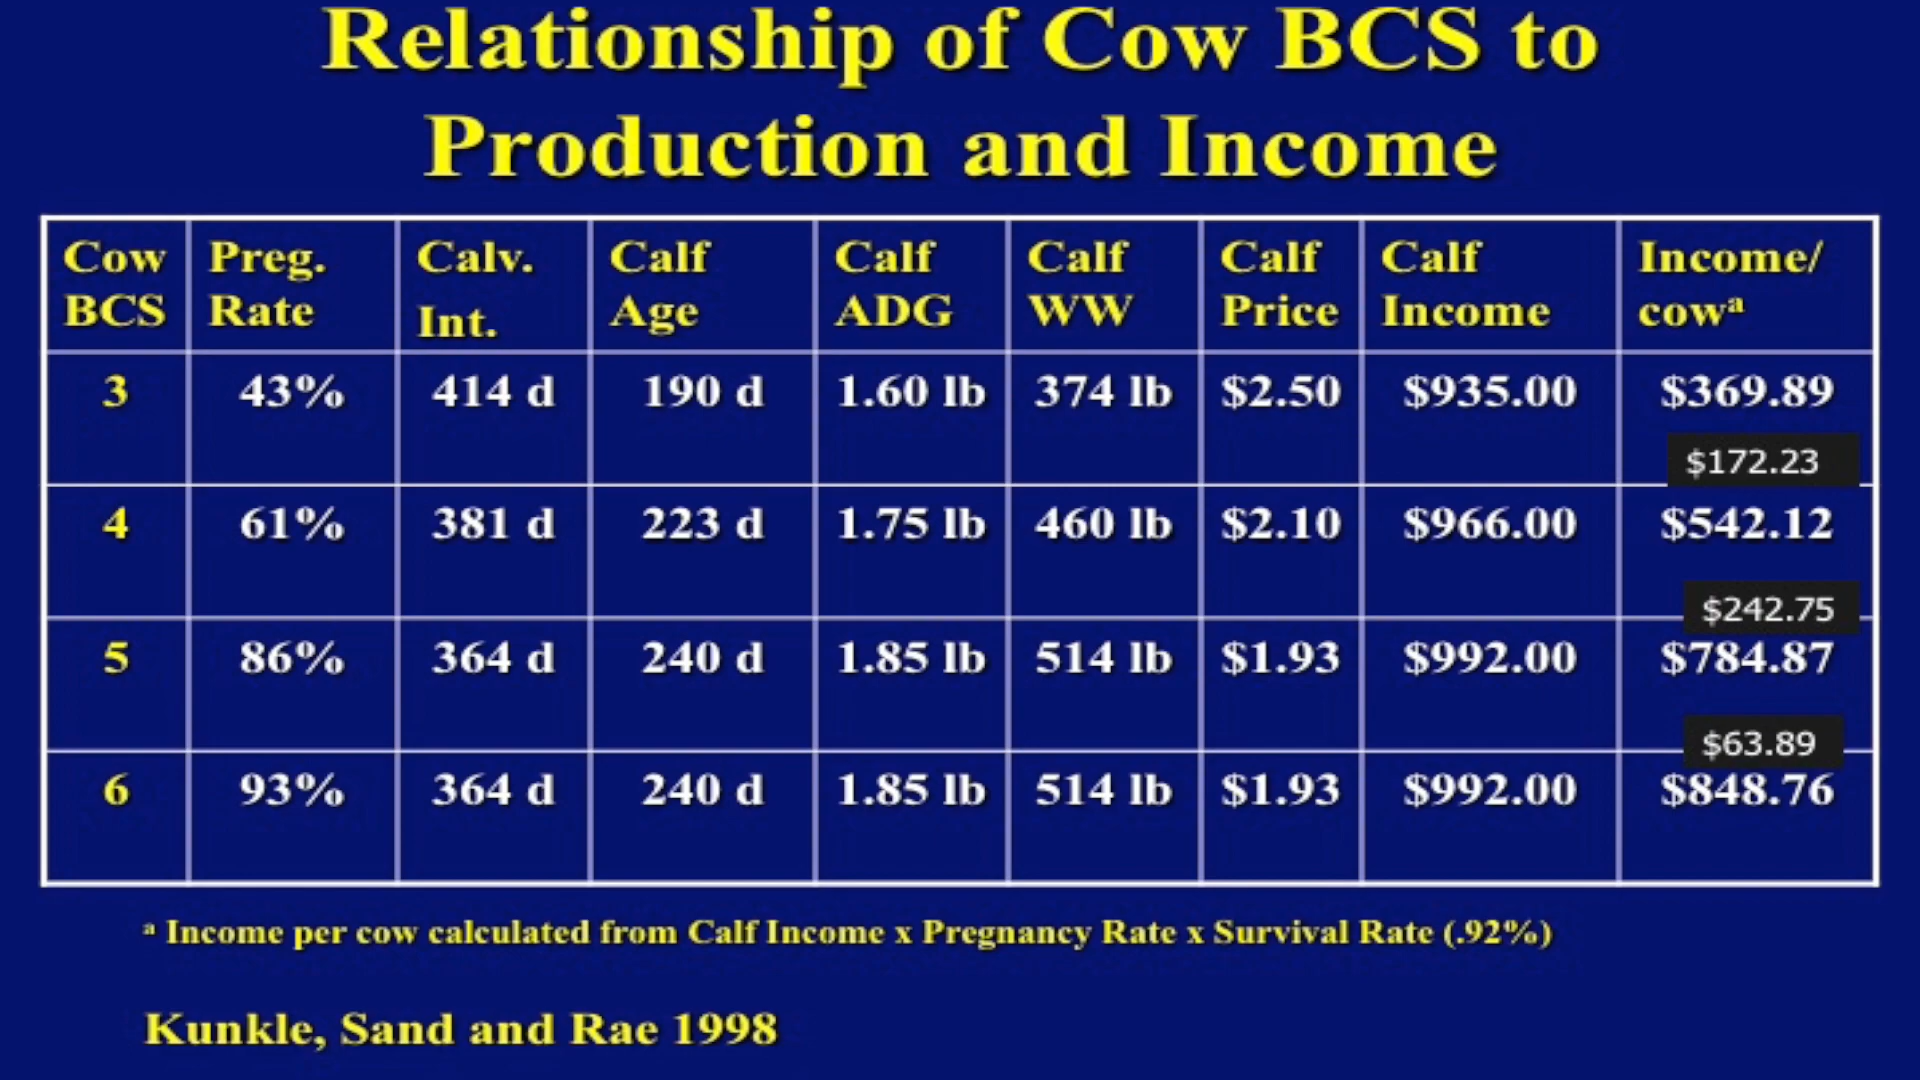 Relationship of Cow BCS to
Production and Income
Cow BCS Preg. Rate Calv. Int. Calf Age Calf ADG Calf WW Calf Price Calf Income Income/ cowᵃ
3 43% 414 d 190 d 1.60 lb 374 lb $2.50 $935.00 $369.89
$172.23
4 61% 381 d 223 d 1.75 lb 460 lb $2.10 $966.00 $542.12
$242.75
5 86% 364 d 240 d 1.85 lb 514 lb $1.93 $992.00 $784.87
$63.89
6 93% 364 d 240 d 1.85 lb 514 lb $1.93 $992.00 $848.76
ᵃ Income per cow calculated from Calf Income x Pregnancy Rate x Survival Rate (.92%)
Kunkle, Sand and Rae 1998